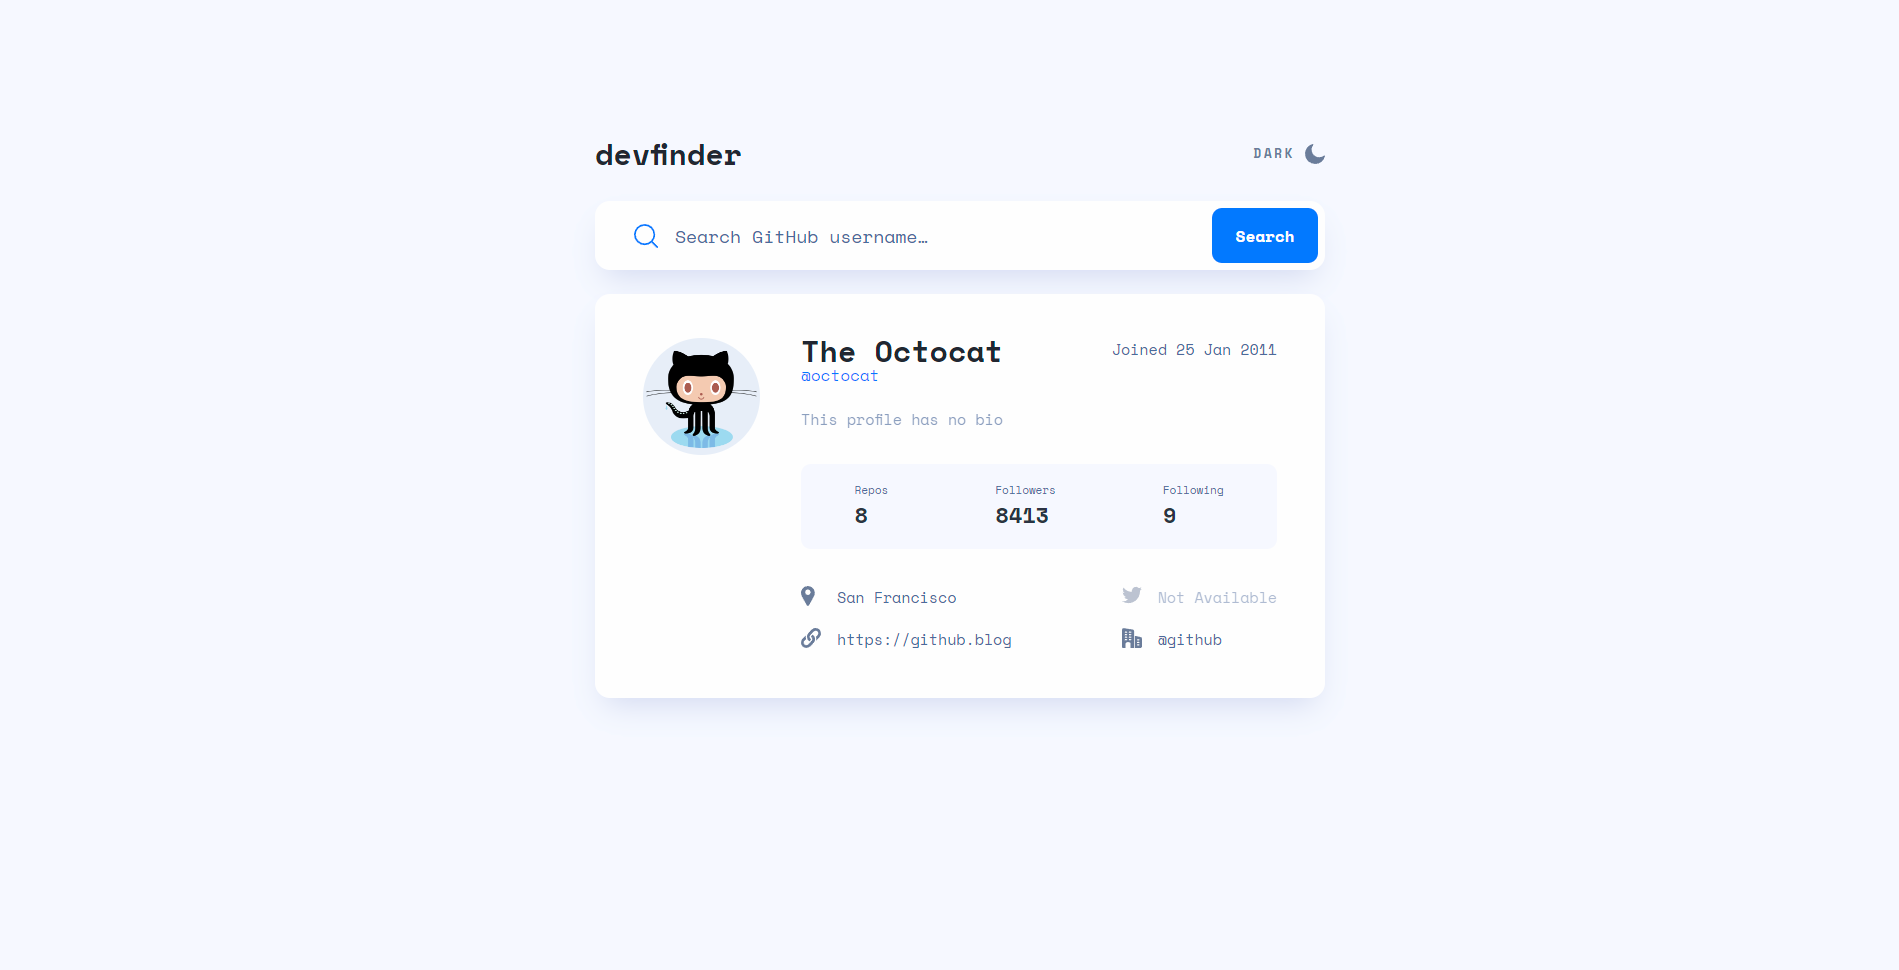 devfinder
DARK
Search GitHub username…
Search
The Octocat
Joined 25 Jan 2011
@octocat
This profile has no bio
Repos
Followers
Following
8
8413
9
San Francisco
Not Available
https://github.blog
@github